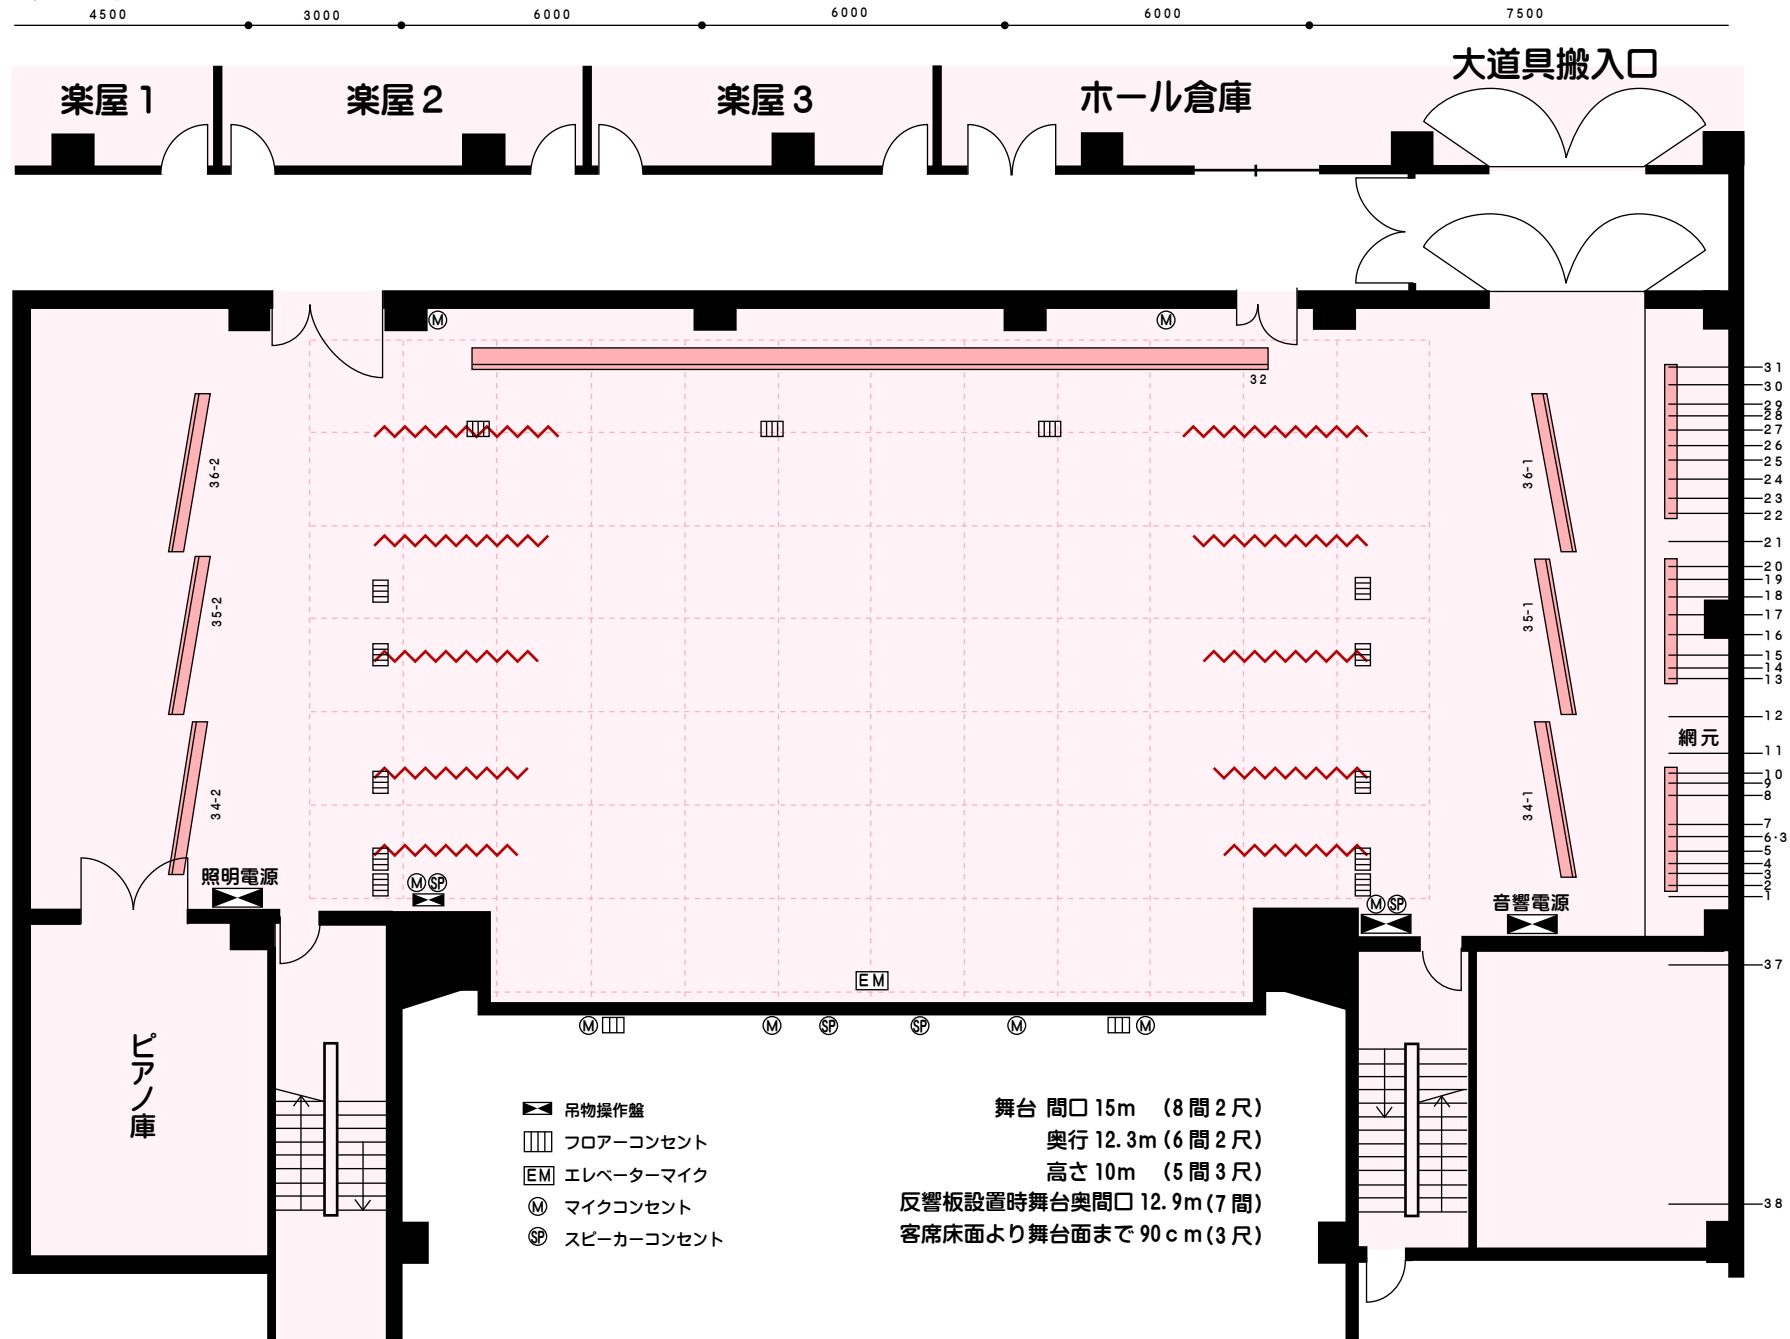 4500 3000 6000 6000 6000 7500
大道具搬入口
楽屋1 楽屋2 楽屋3 ホール倉庫
M M
32
31
30
29
28
27
26
25
24
23
22
21
20
19
18
17
16
15
14
13
12
11
10
9
8
7
6・3
5
4
3
2
1
37
38
36-2 36-1
35-2 35-1
34-2 34-1
網元
照明電源 M SP M SP 音響電源
EM
M M SP SP M M
ピアノ庫
吊物操作盤
フロアーコンセント
EM エレベーターマイク
M マイクコンセント
SP スピーカーコンセント
舞台 間口 15m (8間2尺)
奥行 12.3m (6間2尺)
高さ 10m (5間3尺)
反響板設置時舞台奥間口 12.9m (7間)
客席床面より舞台面まで 90cm (3尺)